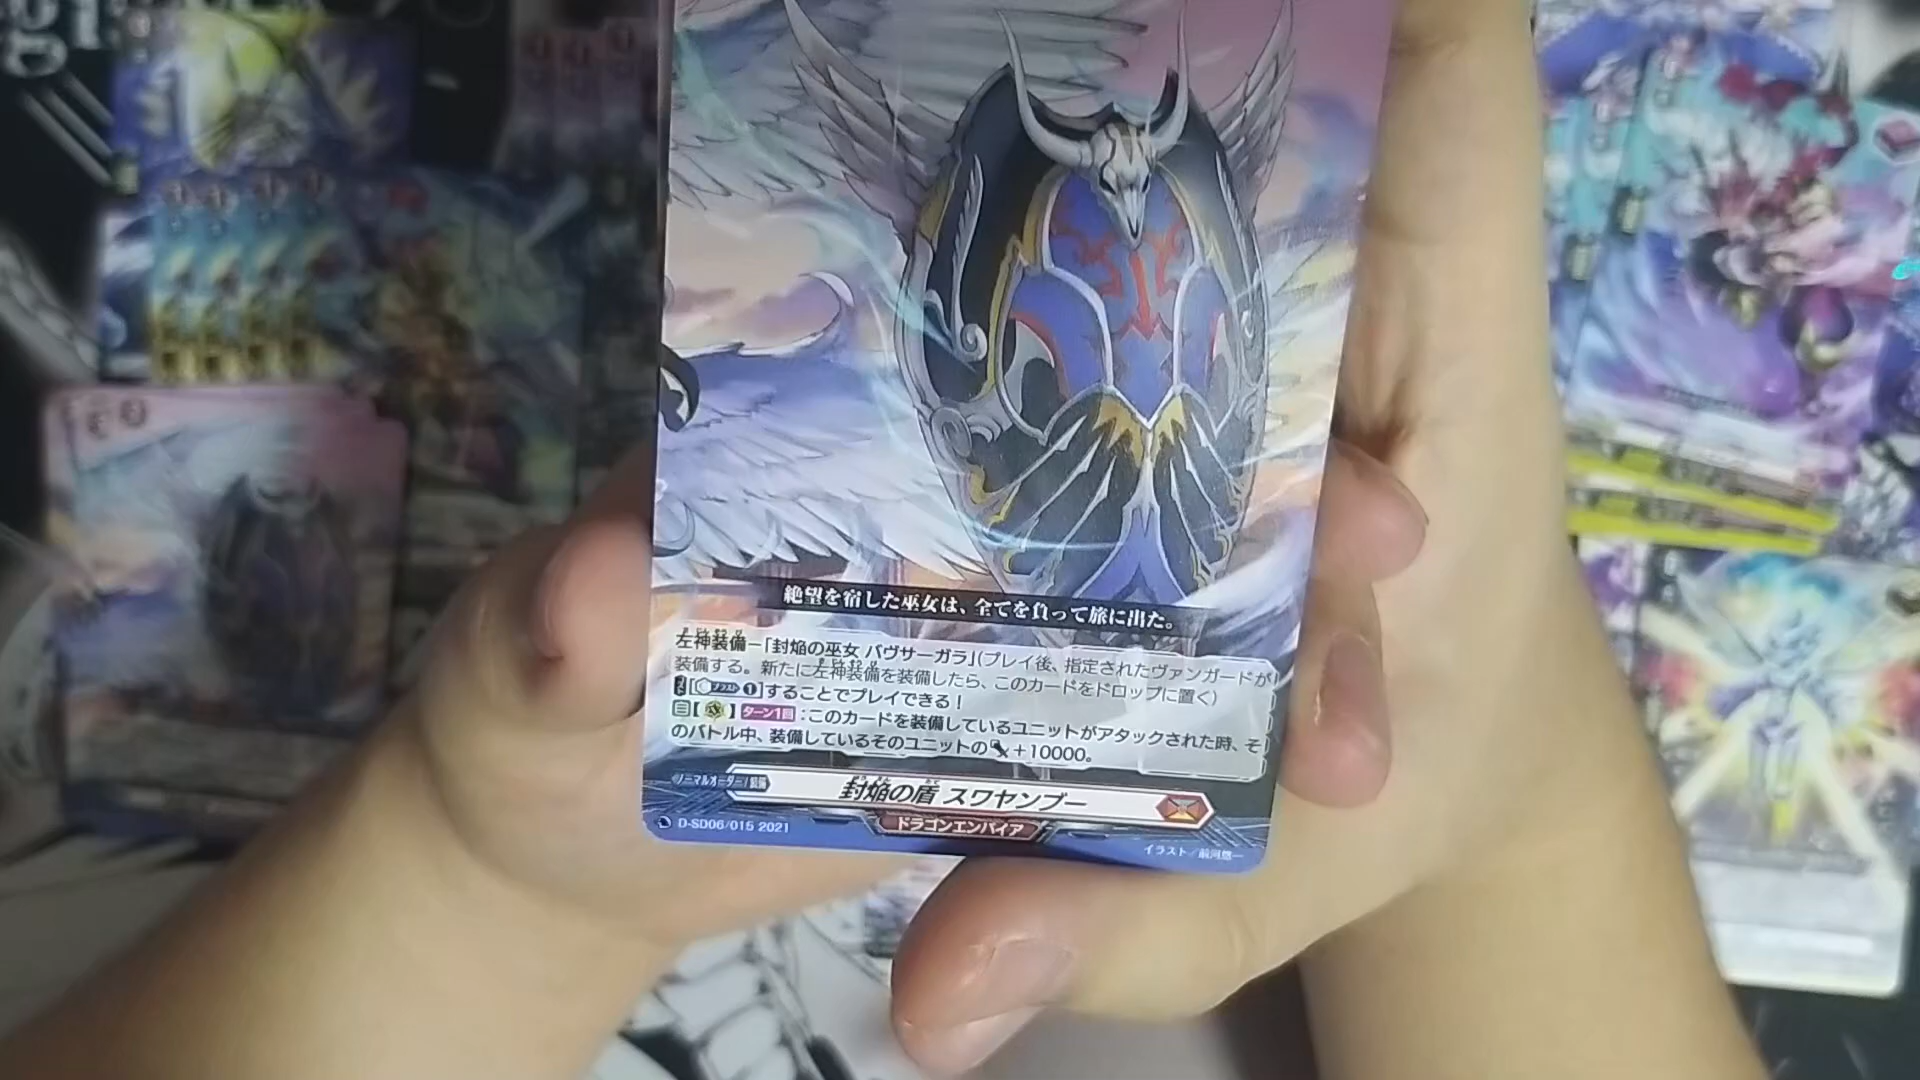 絶望を宿した巫女は、全てを負って旅に出た。
左神装備－「封焔の巫女 バヴサーガラ」(プレイ後、指定されたヴァンガードが
装備する。新たに左神装備を装備したら、このカードをドロップに置く)
[ブラスト❶]することでプレイできる！
【】ターン1回：このカードを装備しているユニットがアタックされた時、そ
のバトル中、装備しているそのユニットの＋10000。
ノーマルオーダー/装備
封焔の盾 スワヤンブー
D-SD06/015 2021
ドラゴンエンパイア
イラスト／前河悠一